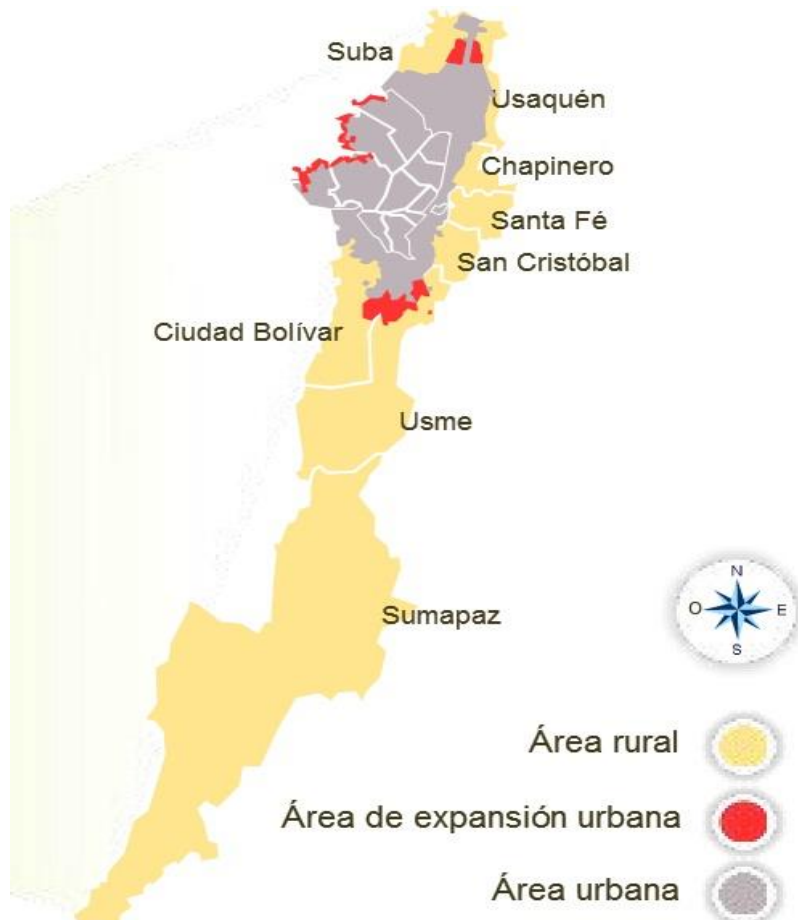 Suba
Usaquén
Chapinero
Santa Fé
San Cristóbal
Ciudad Bolívar
Usme
Sumapaz
N
O
E
S
Área rural
Área de expansión urbana
Área urbana